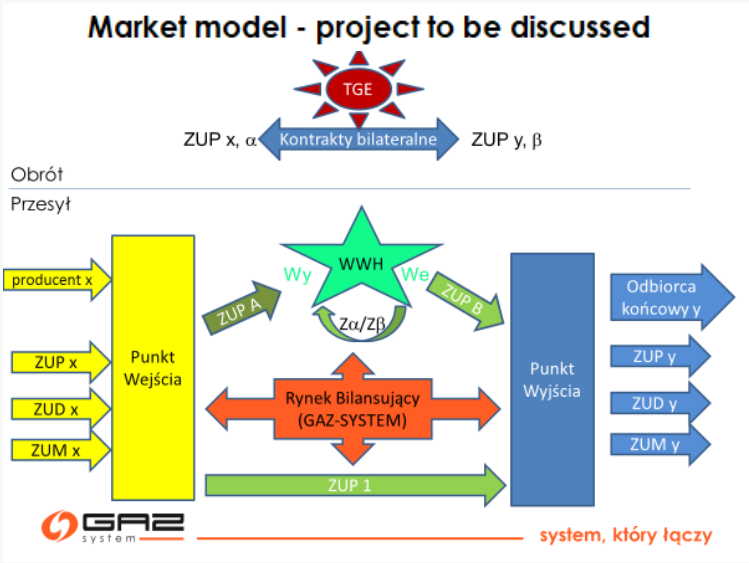 Market model - project to be discussed
TGE
ZUP x, α
Kontrakty bilateralne
ZUP y, β
Obrót
Przesył
producent x
ZUP x
ZUD x
ZUM x
Punkt
Wejścia
ZUP A
Wy
WWH
We
Zα/Zβ
ZUP B
Rynek Bilansujący
(GAZ-SYSTEM)
ZUP 1
Punkt
Wyjścia
Odbiorca
końcowy y
ZUP y
ZUD y
ZUM y
GAZ
system
system, który łączy